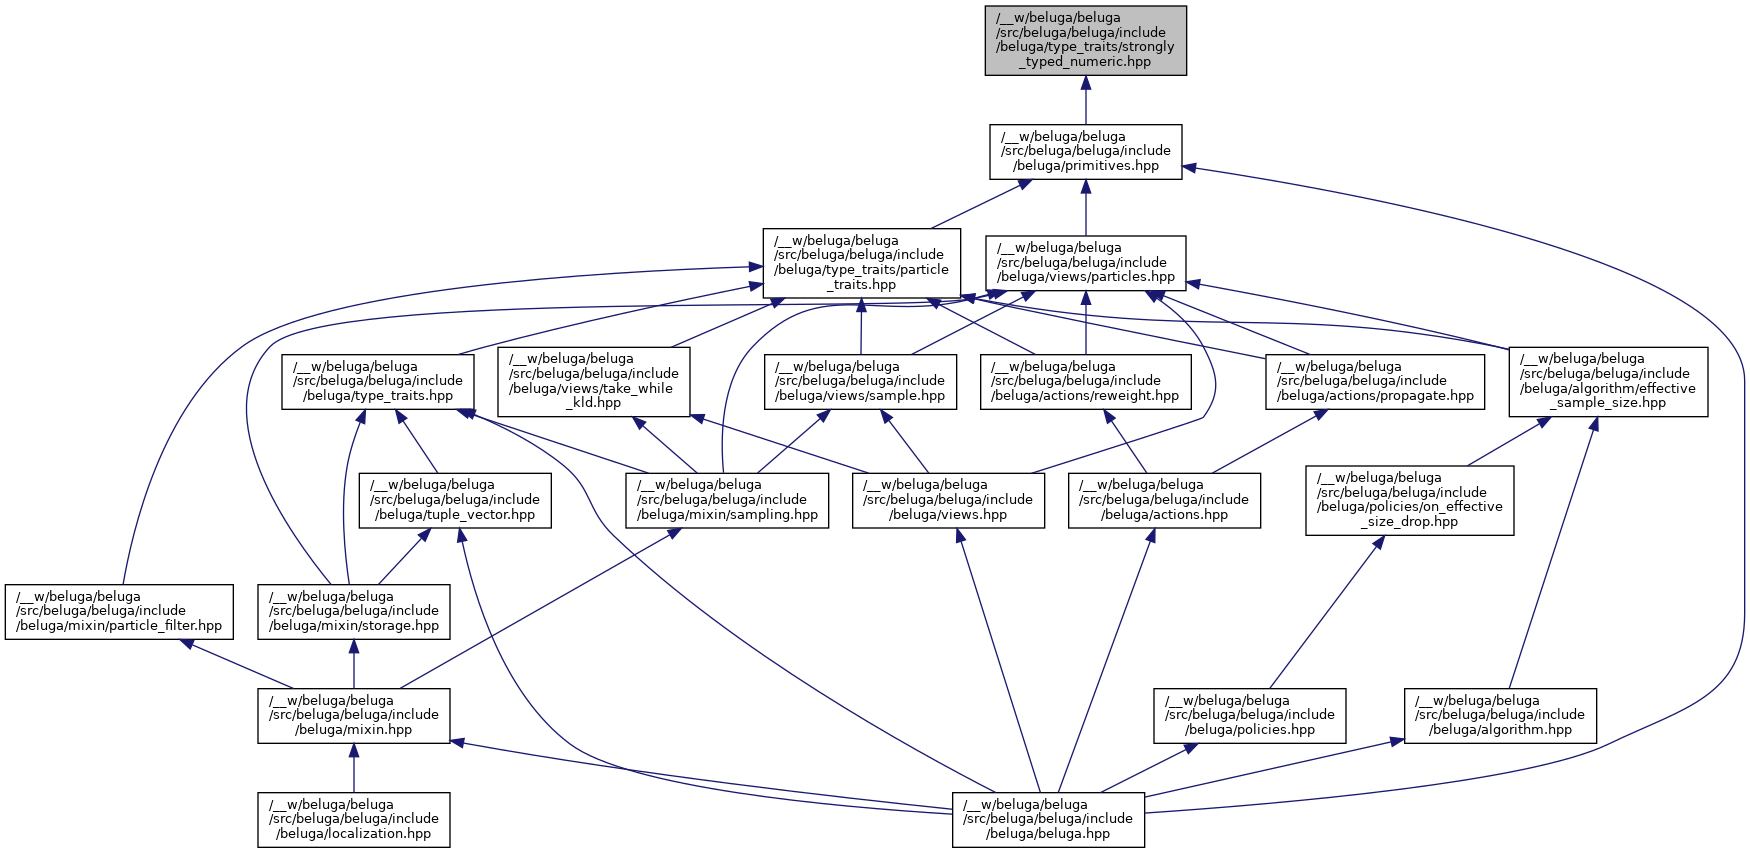 /__w/beluga/beluga
/src/beluga/beluga/include
/beluga/type_traits/strongly
_typed_numeric.hpp
/__w/beluga/beluga
/src/beluga/beluga/include
/beluga/primitives.hpp
/__w/beluga/beluga
/src/beluga/beluga/include
/beluga/type_traits/particle
_traits.hpp
/__w/beluga/beluga
/src/beluga/beluga/include
/beluga/views/particles.hpp
/__w/beluga/beluga
/src/beluga/beluga/include
/beluga/type_traits.hpp
/__w/beluga/beluga
/src/beluga/beluga/include
/beluga/views/take_while
_kld.hpp
/__w/beluga/beluga
/src/beluga/beluga/include
/beluga/views/sample.hpp
/__w/beluga/beluga
/src/beluga/beluga/include
/beluga/actions/reweight.hpp
/__w/beluga/beluga
/src/beluga/beluga/include
/beluga/actions/propagate.hpp
/__w/beluga/beluga
/src/beluga/beluga/include
/beluga/algorithm/effective
_sample_size.hpp
/__w/beluga/beluga
/src/beluga/beluga/include
/beluga/tuple_vector.hpp
/__w/beluga/beluga
/src/beluga/beluga/include
/beluga/mixin/sampling.hpp
/__w/beluga/beluga
/src/beluga/beluga/include
/beluga/views.hpp
/__w/beluga/beluga
/src/beluga/beluga/include
/beluga/actions.hpp
/__w/beluga/beluga
/src/beluga/beluga/include
/beluga/policies/on_effective
_size_drop.hpp
/__w/beluga/beluga
/src/beluga/beluga/include
/beluga/mixin/particle_filter.hpp
/__w/beluga/beluga
/src/beluga/beluga/include
/beluga/mixin/storage.hpp
/__w/beluga/beluga
/src/beluga/beluga/include
/beluga/mixin.hpp
/__w/beluga/beluga
/src/beluga/beluga/include
/beluga/policies.hpp
/__w/beluga/beluga
/src/beluga/beluga/include
/beluga/algorithm.hpp
/__w/beluga/beluga
/src/beluga/beluga/include
/beluga/localization.hpp
/__w/beluga/beluga
/src/beluga/beluga/include
/beluga/beluga.hpp